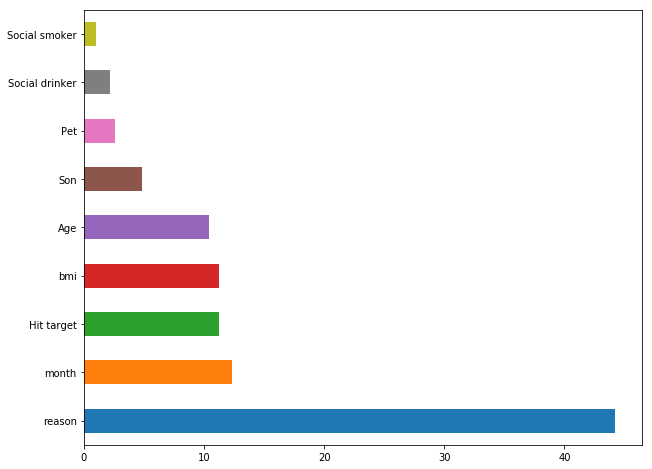 Social smoker
Social drinker
Pet
Son
Age
bmi
Hit target
month
reason
0 10 20 30 40